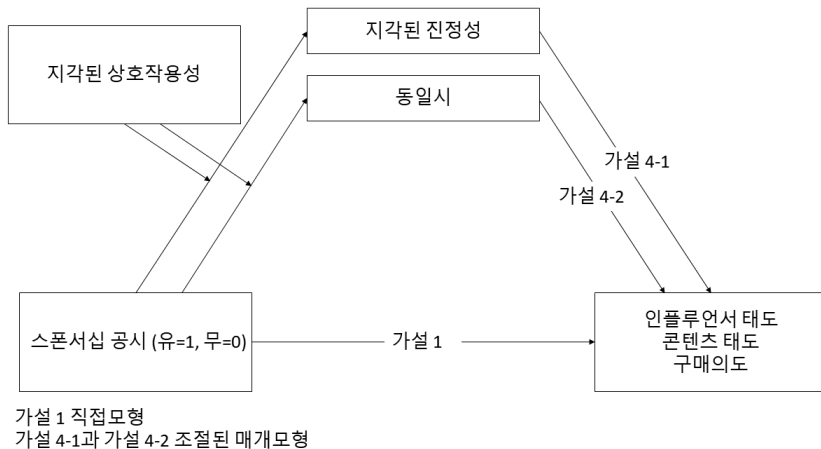 지각된 진정성
지각된 상호작용성
동일시
가설 4-1
가설 4-2
스폰서십 공시 (유=1, 무=0)
가설 1
인플루언서 태도
콘텐츠 태도
구매의도
가설 1 직접모형
가설 4-1과 가설 4-2 조절된 매개모형